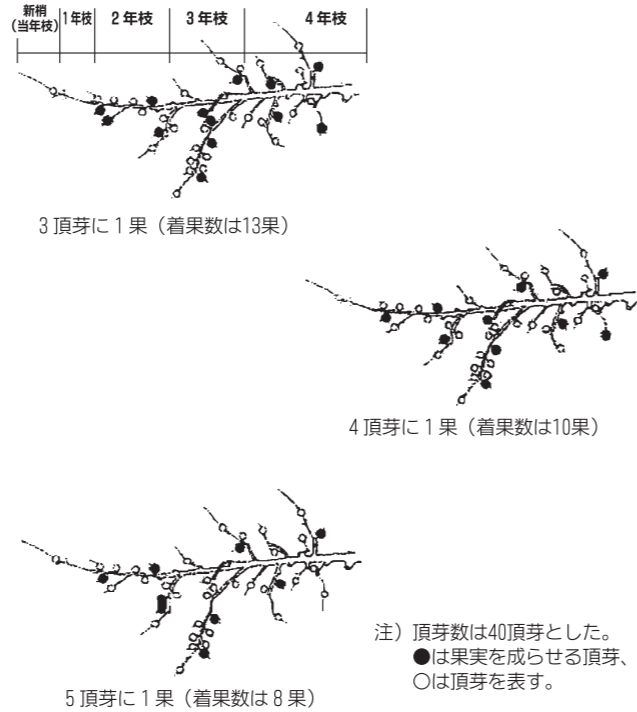 新梢
(当年枝) 1年枝 2年枝 3年枝 4年枝
3頂芽に1果（着果数は13果）
4頂芽に1果（着果数は10果）
5頂芽に1果（着果数は8果）
注）頂芽数は40頂芽とした。
●は果実を成らせる頂芽、
○は頂芽を表す。